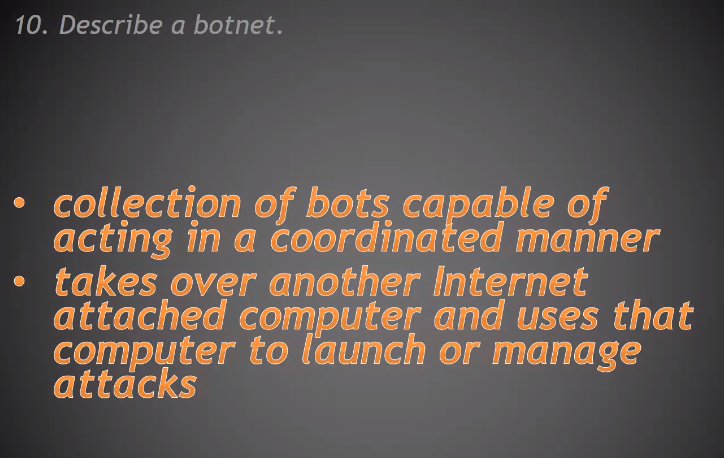 10. Describe a botnet.
• collection of bots capable of
acting in a coordinated manner
• takes over another Internet
attached computer and uses that
computer to launch or manage
attacks